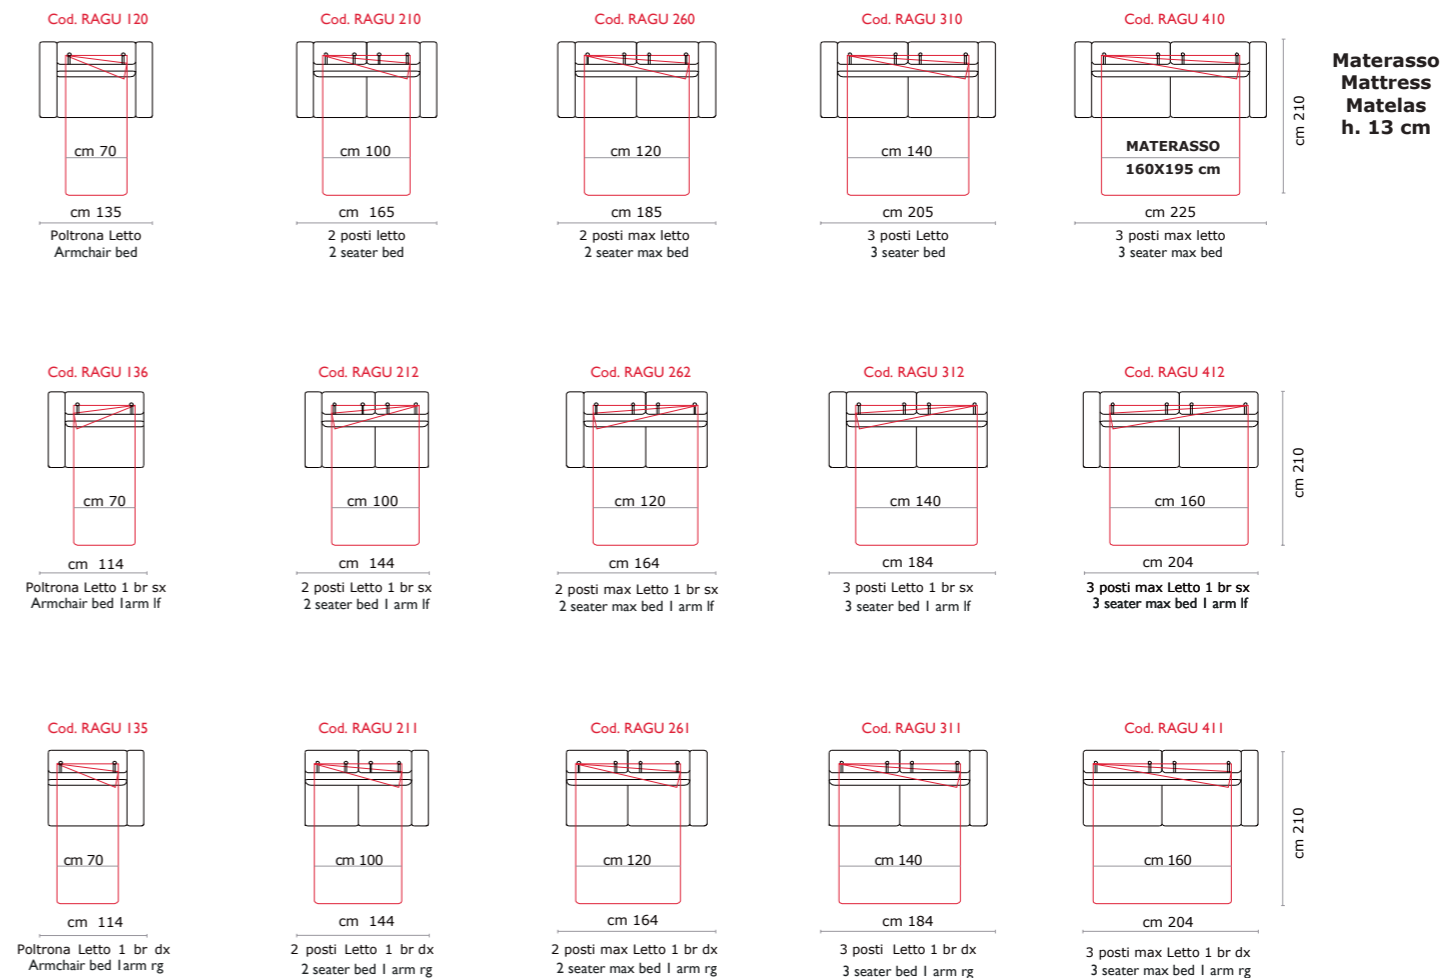 Cod. RAGU 120
cm 70
cm 135
Poltrona Letto
Armchair bed
Cod. RAGU 210
cm 100
cm 165
2 posti letto
2 seater bed
Cod. RAGU 260
cm 120
cm 185
2 posti max letto
2 seater max bed
Cod. RAGU 310
cm 140
cm 205
3 posti Letto
3 seater bed
Cod. RAGU 410
MATERASSO
160X195 cm
cm 225
3 posti max letto
3 seater max bed
cm 210
Materasso
Mattress
Matelas
h. 13 cm
Cod. RAGU 136
cm 70
cm 114
Poltrona Letto 1 br sx
Armchair bed 1arm lf
Cod. RAGU 212
cm 100
cm 144
2 posti Letto 1 br sx
2 seater bed 1 arm lf
Cod. RAGU 262
cm 120
cm 164
2 posti max Letto 1 br sx
2 seater max bed 1 arm lf
Cod. RAGU 312
cm 140
cm 184
3 posti Letto 1 br sx
3 seater bed 1 arm lf
Cod. RAGU 412
cm 160
cm 204
3 posti max Letto 1 br sx
3 seater max bed 1 arm lf
cm 210
Cod. RAGU 135
cm 70
cm 114
Poltrona Letto 1 br dx
Armchair bed 1arm rg
Cod. RAGU 211
cm 100
cm 144
2 posti Letto 1 br dx
2 seater bed 1 arm rg
Cod. RAGU 261
cm 120
cm 164
2 posti max Letto 1 br dx
2 seater max bed 1 arm rg
Cod. RAGU 311
cm 140
cm 184
3 posti Letto 1 br dx
3 seater bed 1 arm rg
Cod. RAGU 411
cm 160
cm 204
3 posti max Letto 1 br dx
3 seater max bed 1 arm rg
cm 210